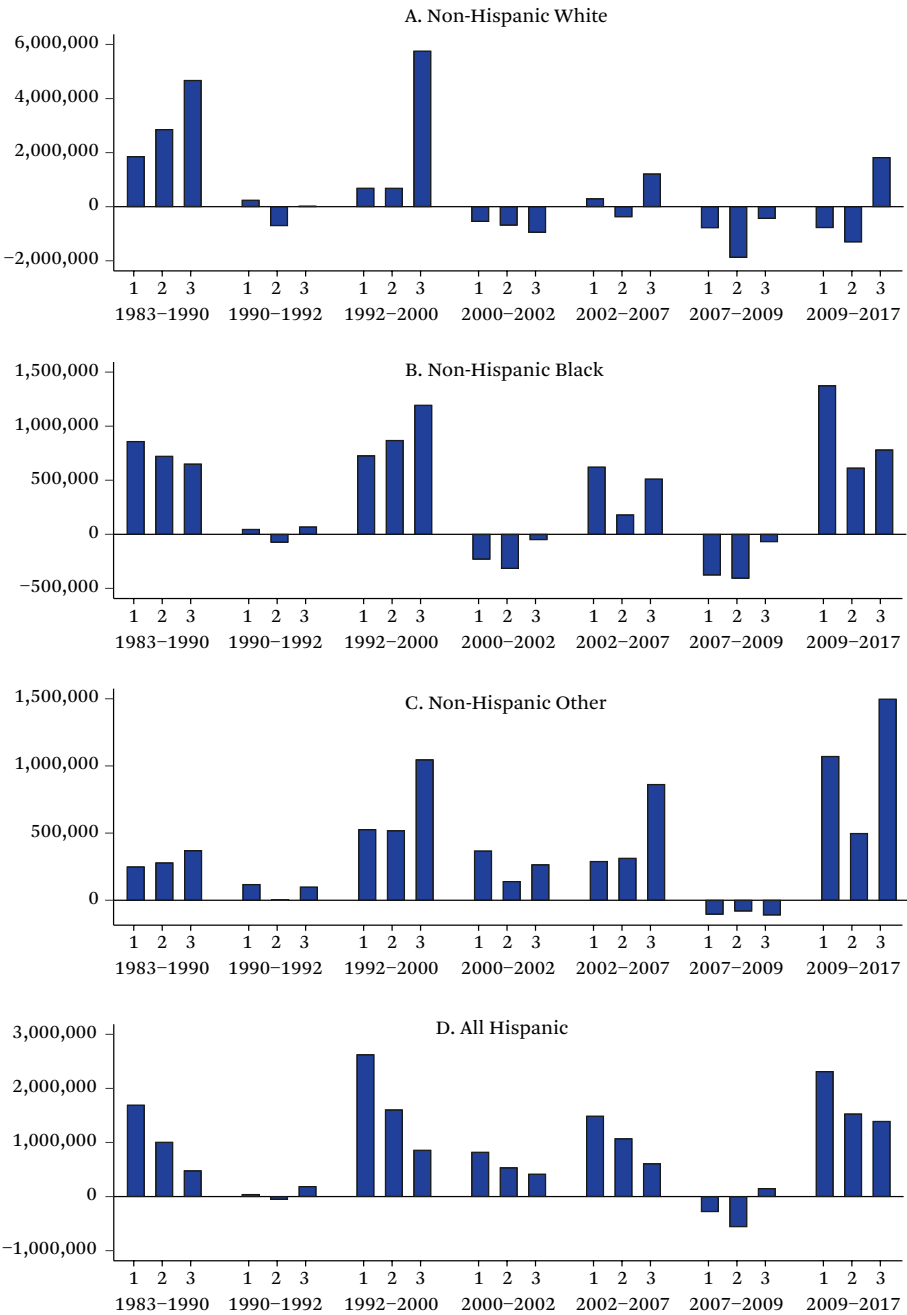 A. Non-Hispanic White
6,000,000
4,000,000
2,000,000
0
−2,000,000
1 2 3 1 2 3 1 2 3 1 2 3 1 2 3 1 2 3 1 2 3
1983−1990 1990−1992 1992−2000 2000−2002 2002−2007 2007−2009 2009−2017
B. Non-Hispanic Black
1,500,000
1,000,000
500,000
0
−500,000
1 2 3 1 2 3 1 2 3 1 2 3 1 2 3 1 2 3 1 2 3
1983−1990 1990−1992 1992−2000 2000−2002 2002−2007 2007−2009 2009−2017
C. Non-Hispanic Other
1,500,000
1,000,000
500,000
0
1 2 3 1 2 3 1 2 3 1 2 3 1 2 3 1 2 3 1 2 3
1983−1990 1990−1992 1992−2000 2000−2002 2002−2007 2007−2009 2009−2017
D. All Hispanic
3,000,000
2,000,000
1,000,000
0
−1,000,000
1 2 3 1 2 3 1 2 3 1 2 3 1 2 3 1 2 3 1 2 3
1983−1990 1990−1992 1992−2000 2000−2002 2002−2007 2007−2009 2009−2017